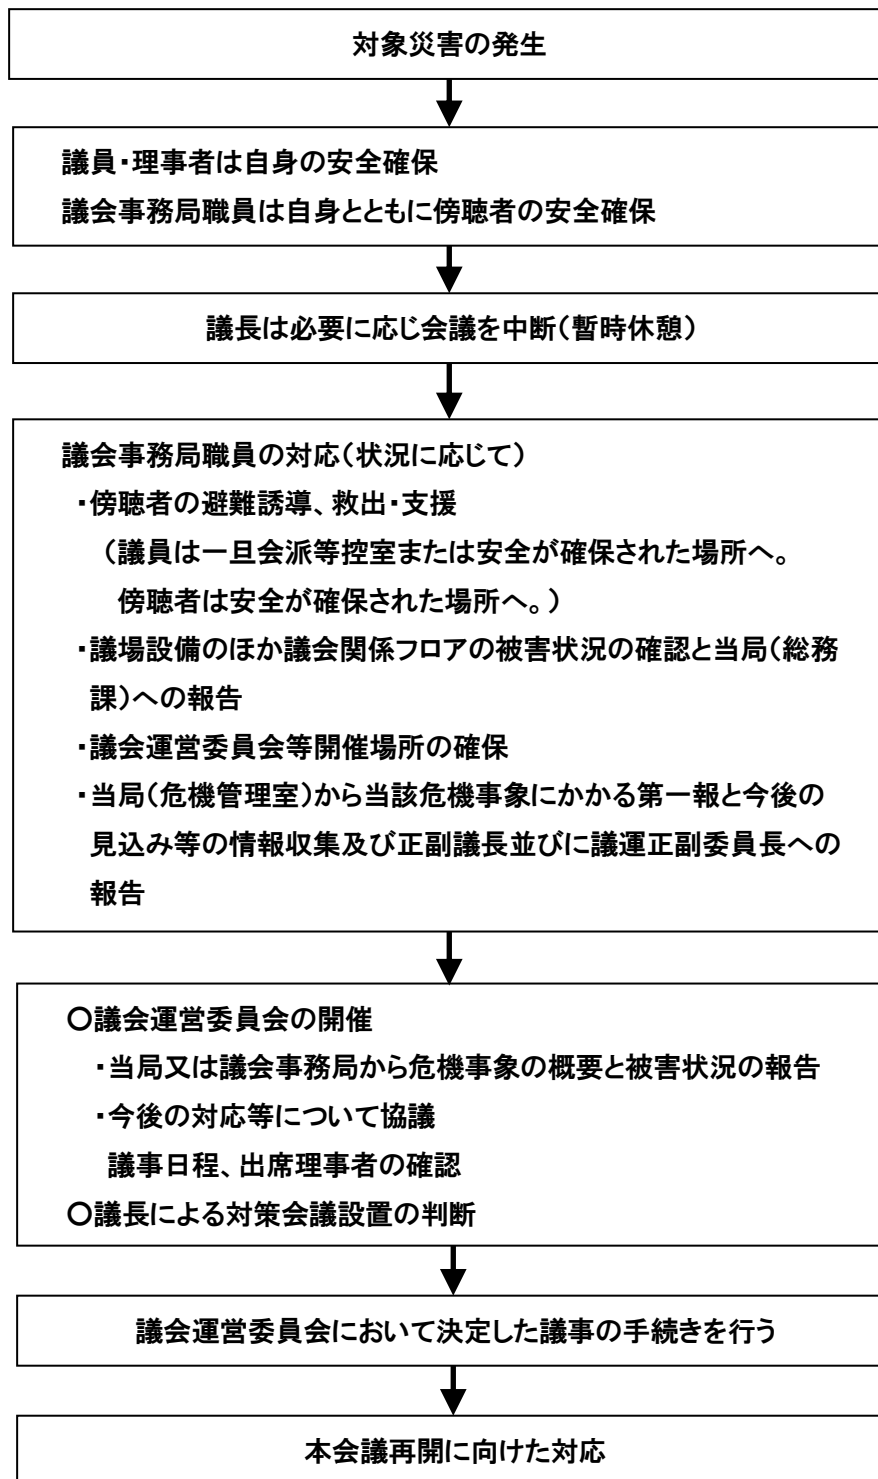 対象災害の発生
議員・理事者は自身の安全確保
議会事務局職員は自身とともに傍聴者の安全確保
議長は必要に応じ会議を中断（暫時休憩）
議会事務局職員の対応（状況に応じて）
・傍聴者の避難誘導、救出・支援
（議員は一旦会派等控室または安全が確保された場所へ。
傍聴者は安全が確保された場所へ。）
・議場設備のほか議会関係フロアの被害状況の確認と当局（総務
課）への報告
・議会運営委員会等開催場所の確保
・当局（危機管理室）から当該危機事象にかかる第一報と今後の
見込み等の情報収集及び正副議長並びに議運正副委員長への
報告
○議会運営委員会の開催
・当局又は議会事務局から危機事象の概要と被害状況の報告
・今後の対応等について協議
議事日程、出席理事者の確認
○議長による対策会議設置の判断
議会運営委員会において決定した議事の手続きを行う
本会議再開に向けた対応